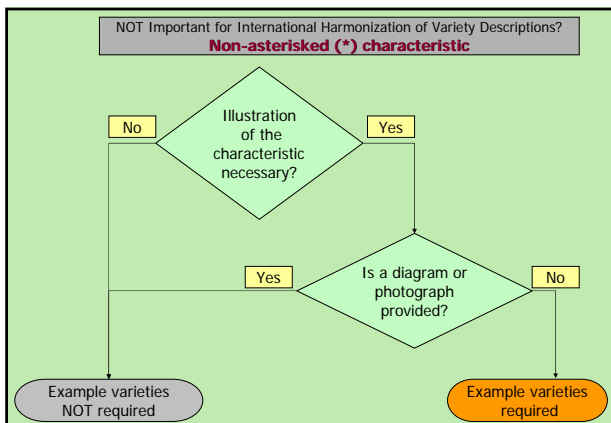 NOT Important for International Harmonization of Variety Descriptions?
Non-asterisked (*) characteristic
Illustration
of the
characteristic
necessary?
No
Yes
Is a diagram or
photograph
provided?
Yes
No
Example varieties
NOT required
Example varieties
required